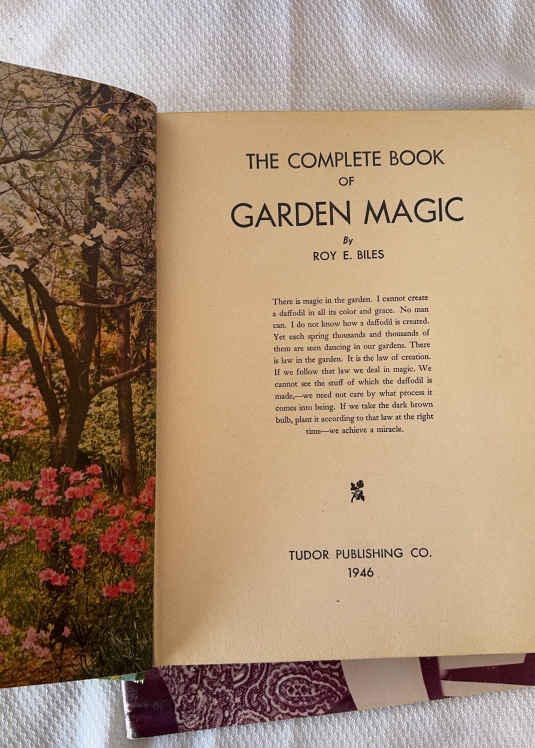 THE COMPLETE BOOK
OF
GARDEN MAGIC
By
ROY E. BILES
There is magic in the garden. I cannot create
a daffodil in all its color and grace. No man
can. I do not know how a daffodil is created.
Yet each spring thousands and thousands of
them are seen dancing in our gardens. There
is law in the garden. It is the law of creation.
If we follow that law we deal in magic. We
cannot see the stuff of which the daffodil is
made,—we need not care by what process it
comes into being. If we take the dark brown
bulb, plant it according to that law at the right
time—we achieve a miracle.
TUDOR PUBLISHING CO.
1946